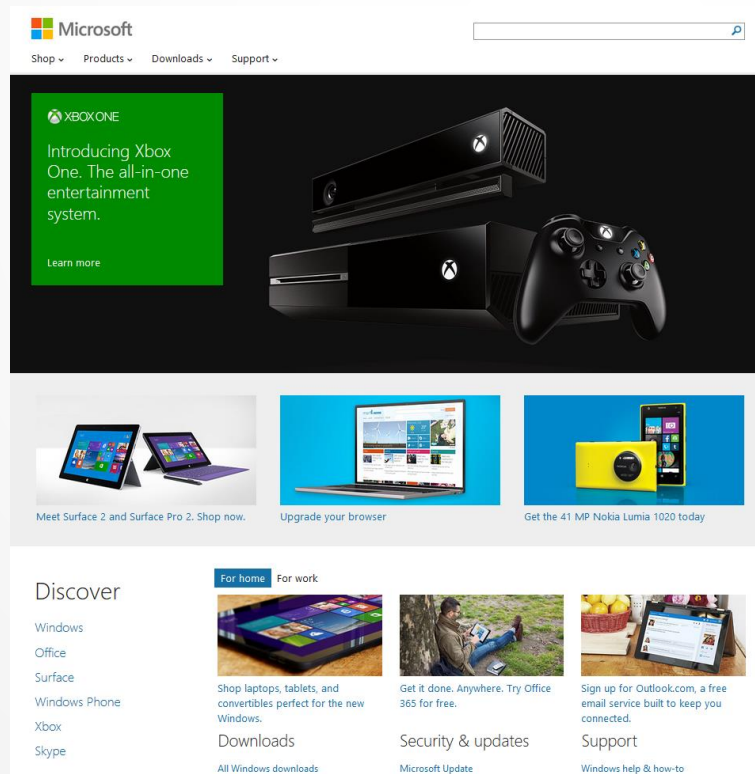 Microsoft
Shop Products Downloads Support
XBOX ONE
Introducing Xbox
One. The all-in-one
entertainment
system.
Learn more
Meet Surface 2 and Surface Pro 2. Shop now.
Upgrade your browser
Get the 41 MP Nokia Lumia 1020 today
Discover
Windows
Office
Surface
Windows Phone
Xbox
Skype
For home For work
Shop laptops, tablets, and
convertibles perfect for the new
Windows.
Get it done. Anywhere. Try Office
365 for free.
Sign up for Outlook.com, a free
email service built to keep you
connected.
Downloads
All Windows downloads
Security & updates
Microsoft Update
Support
Windows help & how-to